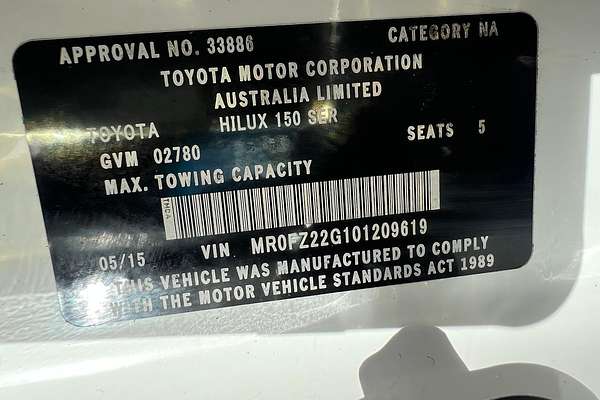 APPROVAL NO. 33886 CATEGORY NA
TOYOTA MOTOR CORPORATION
AUSTRALIA LIMITED
TOYOTA HILUX 150 SER
GVM 02780 SEATS 5
MAX. TOWING CAPACITY
TMCA
05/15 VIN MR0FZ22G101209619
THIS VEHICLE WAS MANUFACTURED TO COMPLY
WITH THE MOTOR VEHICLE STANDARDS ACT 1989